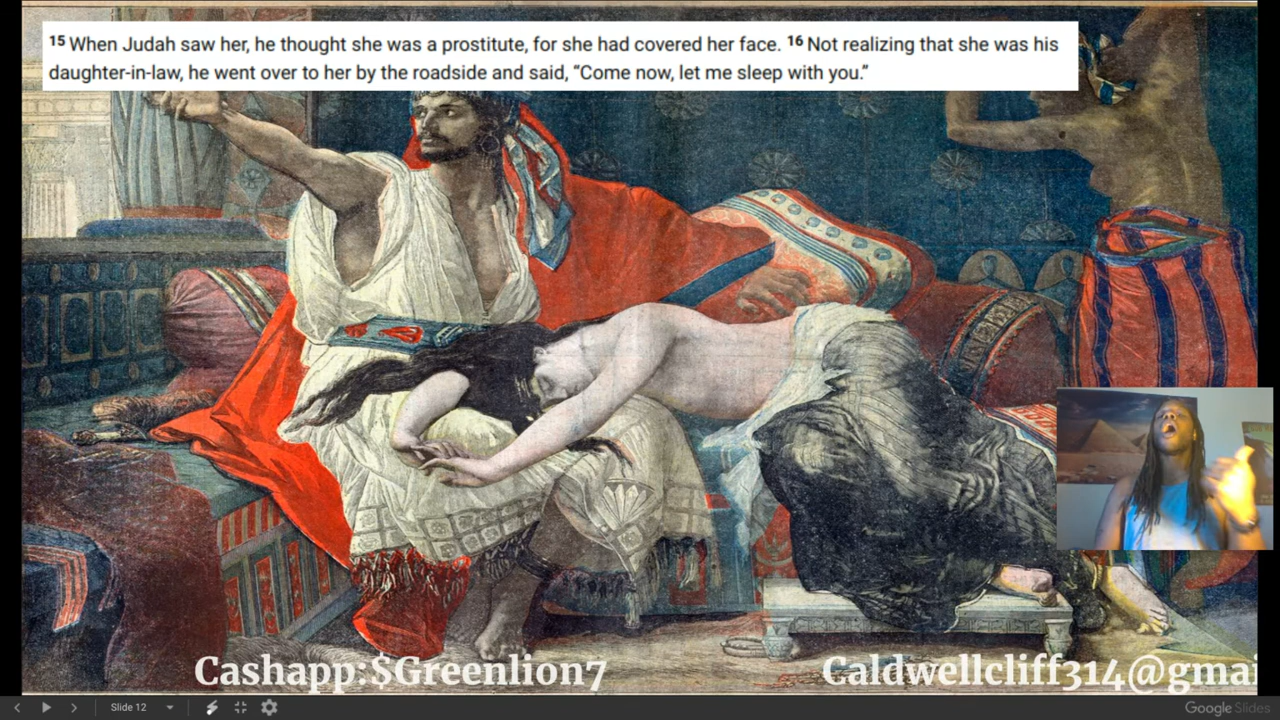 15 When Judah saw her, he thought she was a prostitute, for she had covered her face. 16 Not realizing that she was his
daughter-in-law, he went over to her by the roadside and said, “Come now, let me sleep with you.”
Cashapp:$Greenlion7 Caldwellcliff314@gmai
Slide 12 Google Slides